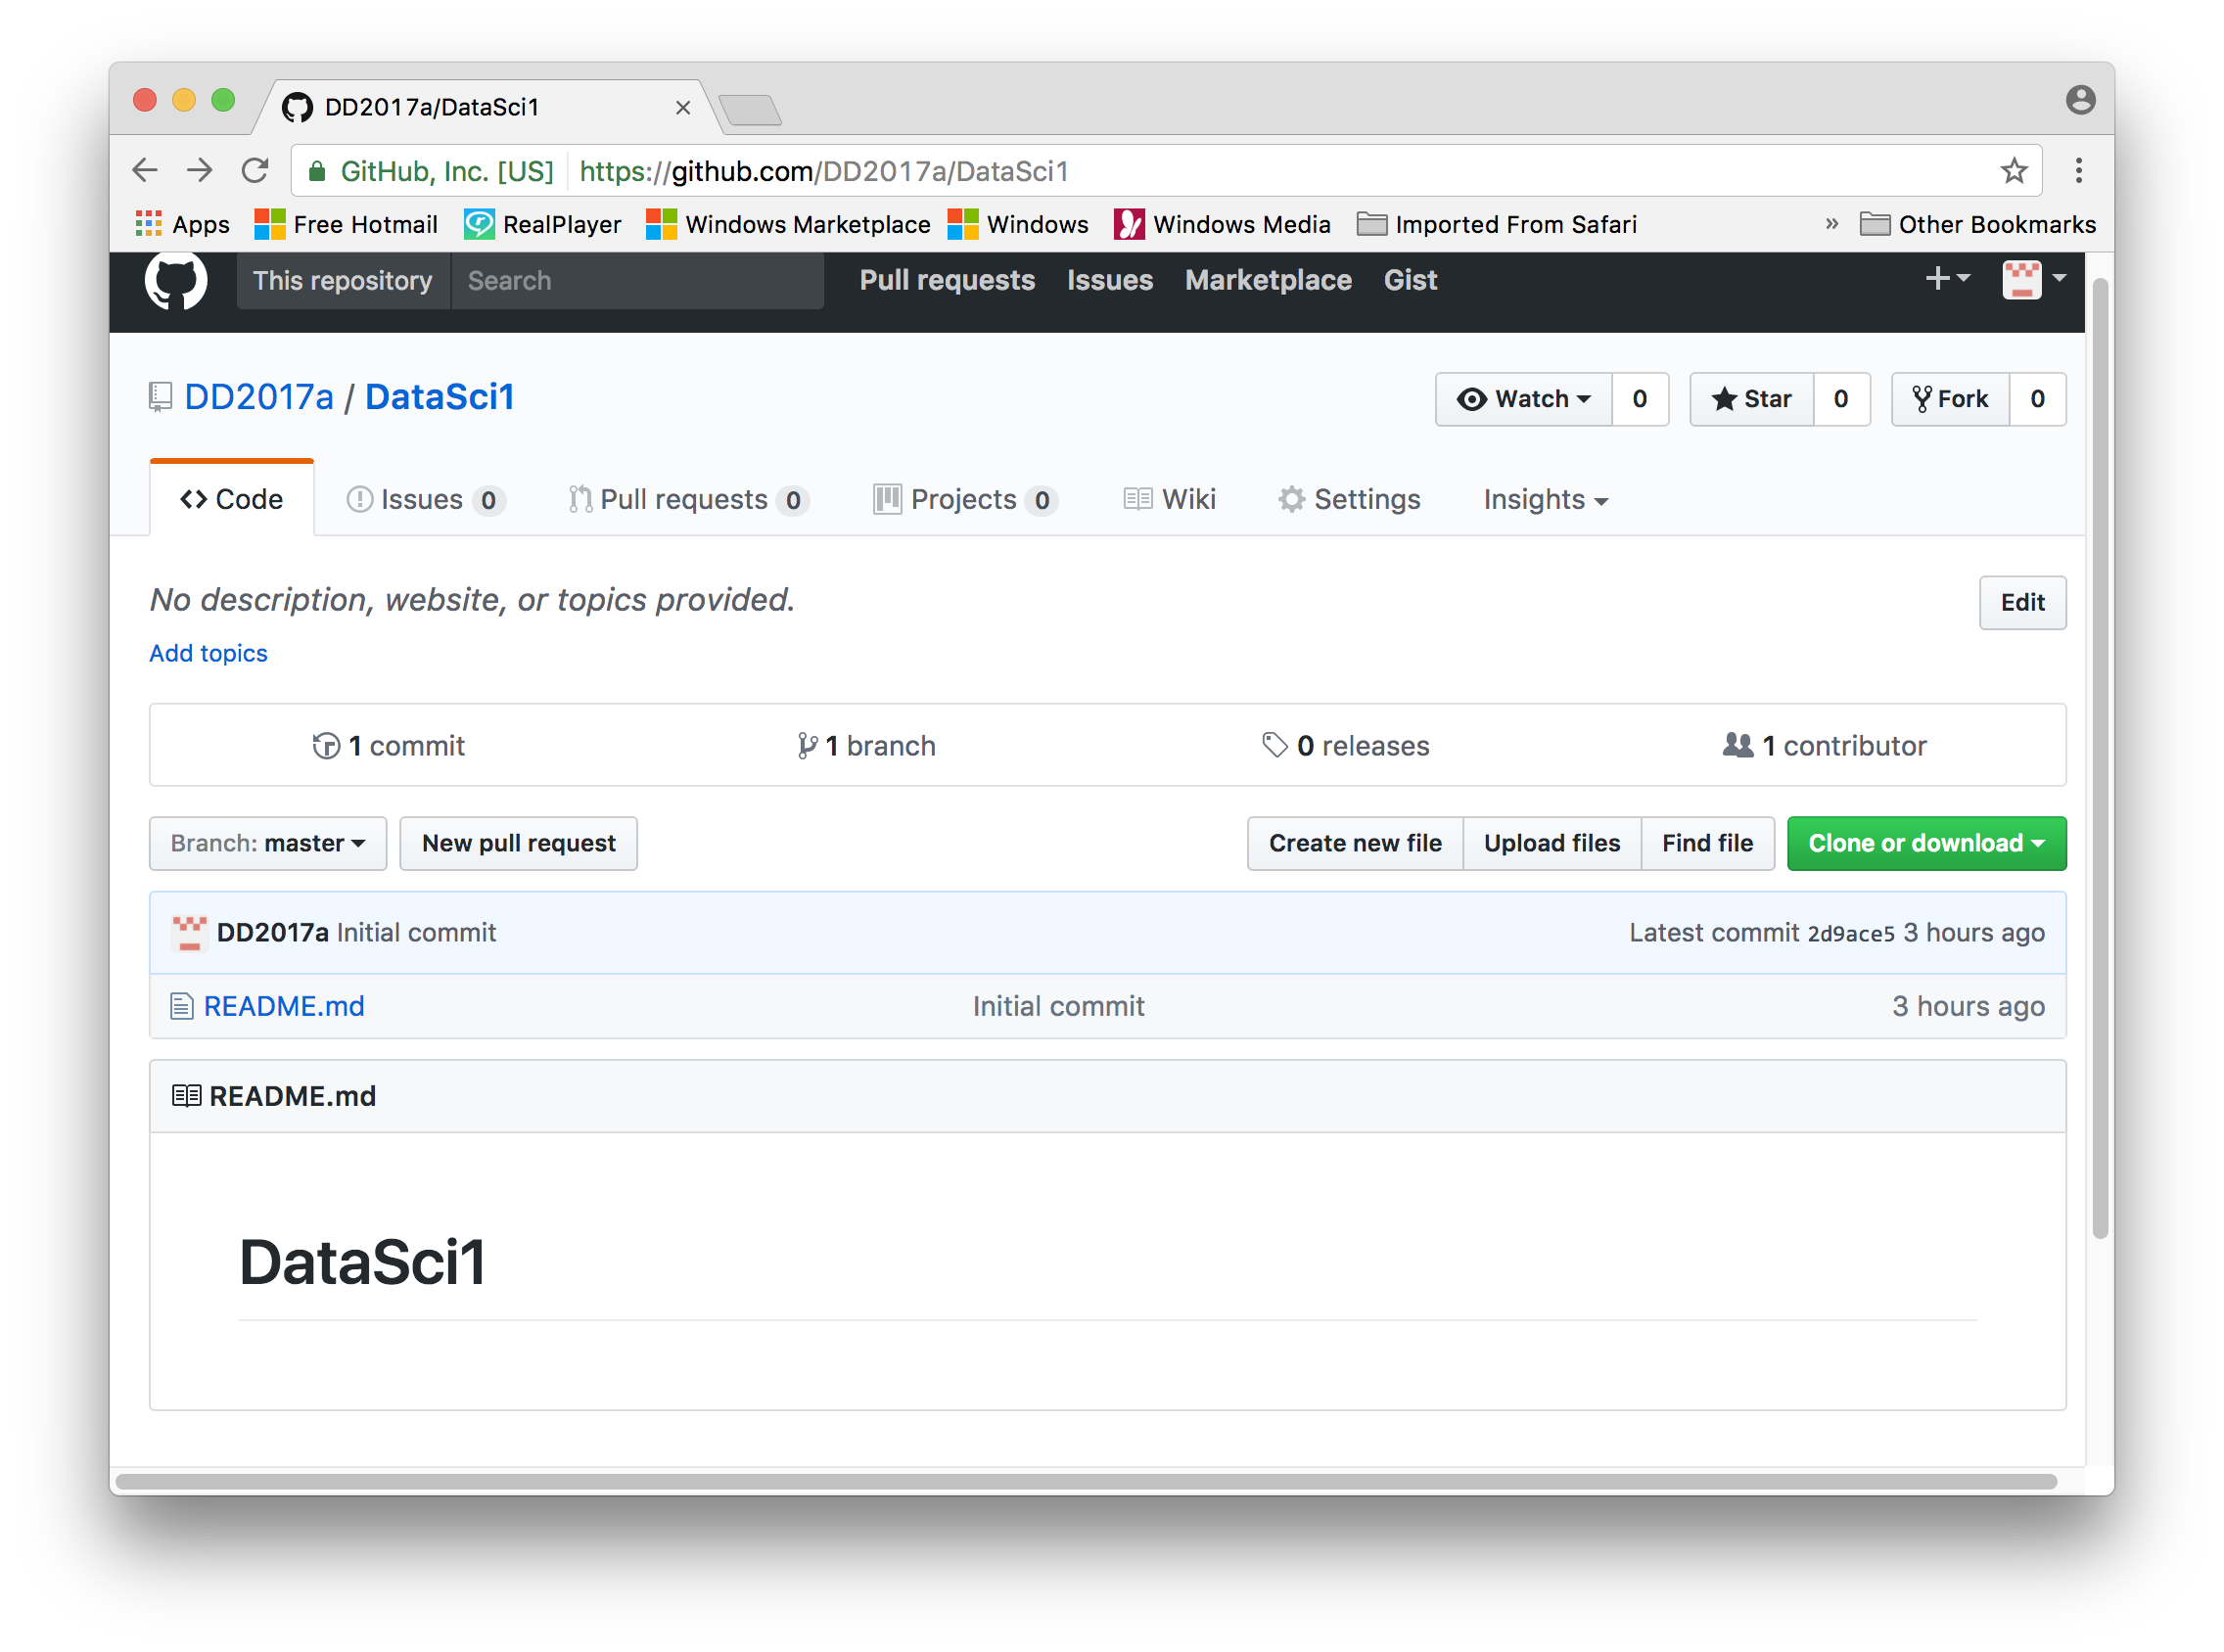 DD2017a/DataSci1
GitHub, Inc. [US] https://github.com/DD2017a/DataSci1
Apps Free Hotmail RealPlayer Windows Marketplace Windows Windows Media Imported From Safari » Other Bookmarks
This repository Search Pull requests Issues Marketplace Gist
DD2017a / DataSci1 Watch 0 Star 0 Fork 0
Code Issues 0 Pull requests 0 Projects 0 Wiki Settings Insights
No description, website, or topics provided. Edit
Add topics
1 commit 1 branch 0 releases 1 contributor
Branch: master New pull request Create new file Upload files Find file Clone or download
DD2017a Initial commit Latest commit 2d9ace5 3 hours ago
README.md Initial commit 3 hours ago
README.md
DataSci1